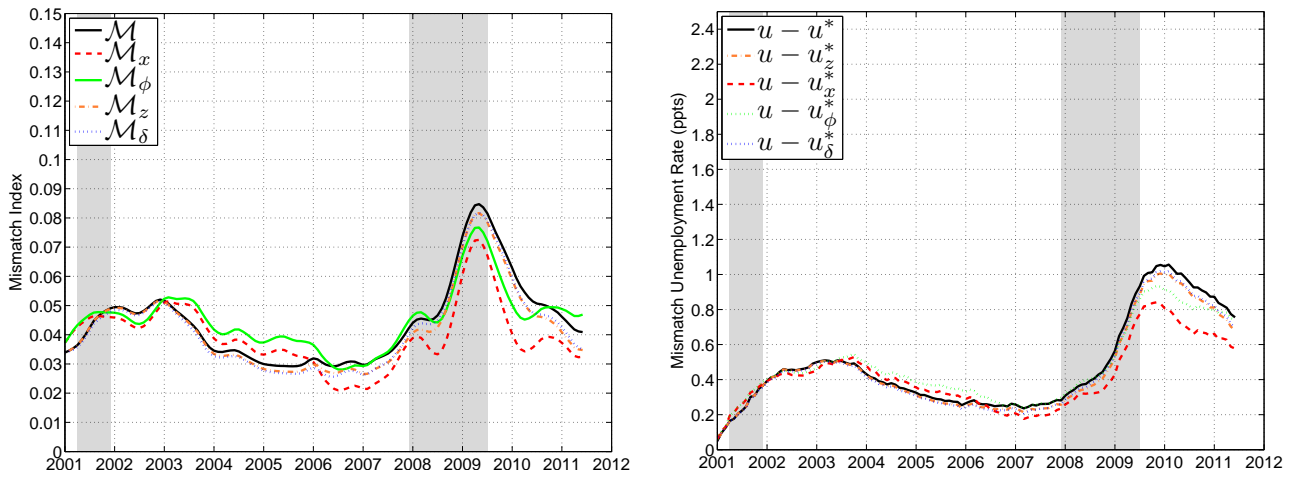 0.15
0.14
0.13
0.12
0.11
0.1
0.09
0.08
0.07
0.06
0.05
0.04
0.03
0.02
0.01
0
Mismatch Index
ℳ
ℳ_x
ℳ_ϕ
ℳ_z
ℳ_δ
2001 2002 2003 2004 2005 2006 2007 2008 2009 2010 2011 2012
2.4
2.2
2
1.8
1.6
1.4
1.2
1
0.8
0.6
0.4
0.2
0
Mismatch Unemployment Rate (ppts)
u − u*
u − u*_z
u − u*_x
u − u*_ϕ
u − u*_δ
2001 2002 2003 2004 2005 2006 2007 2008 2009 2010 2011 2012